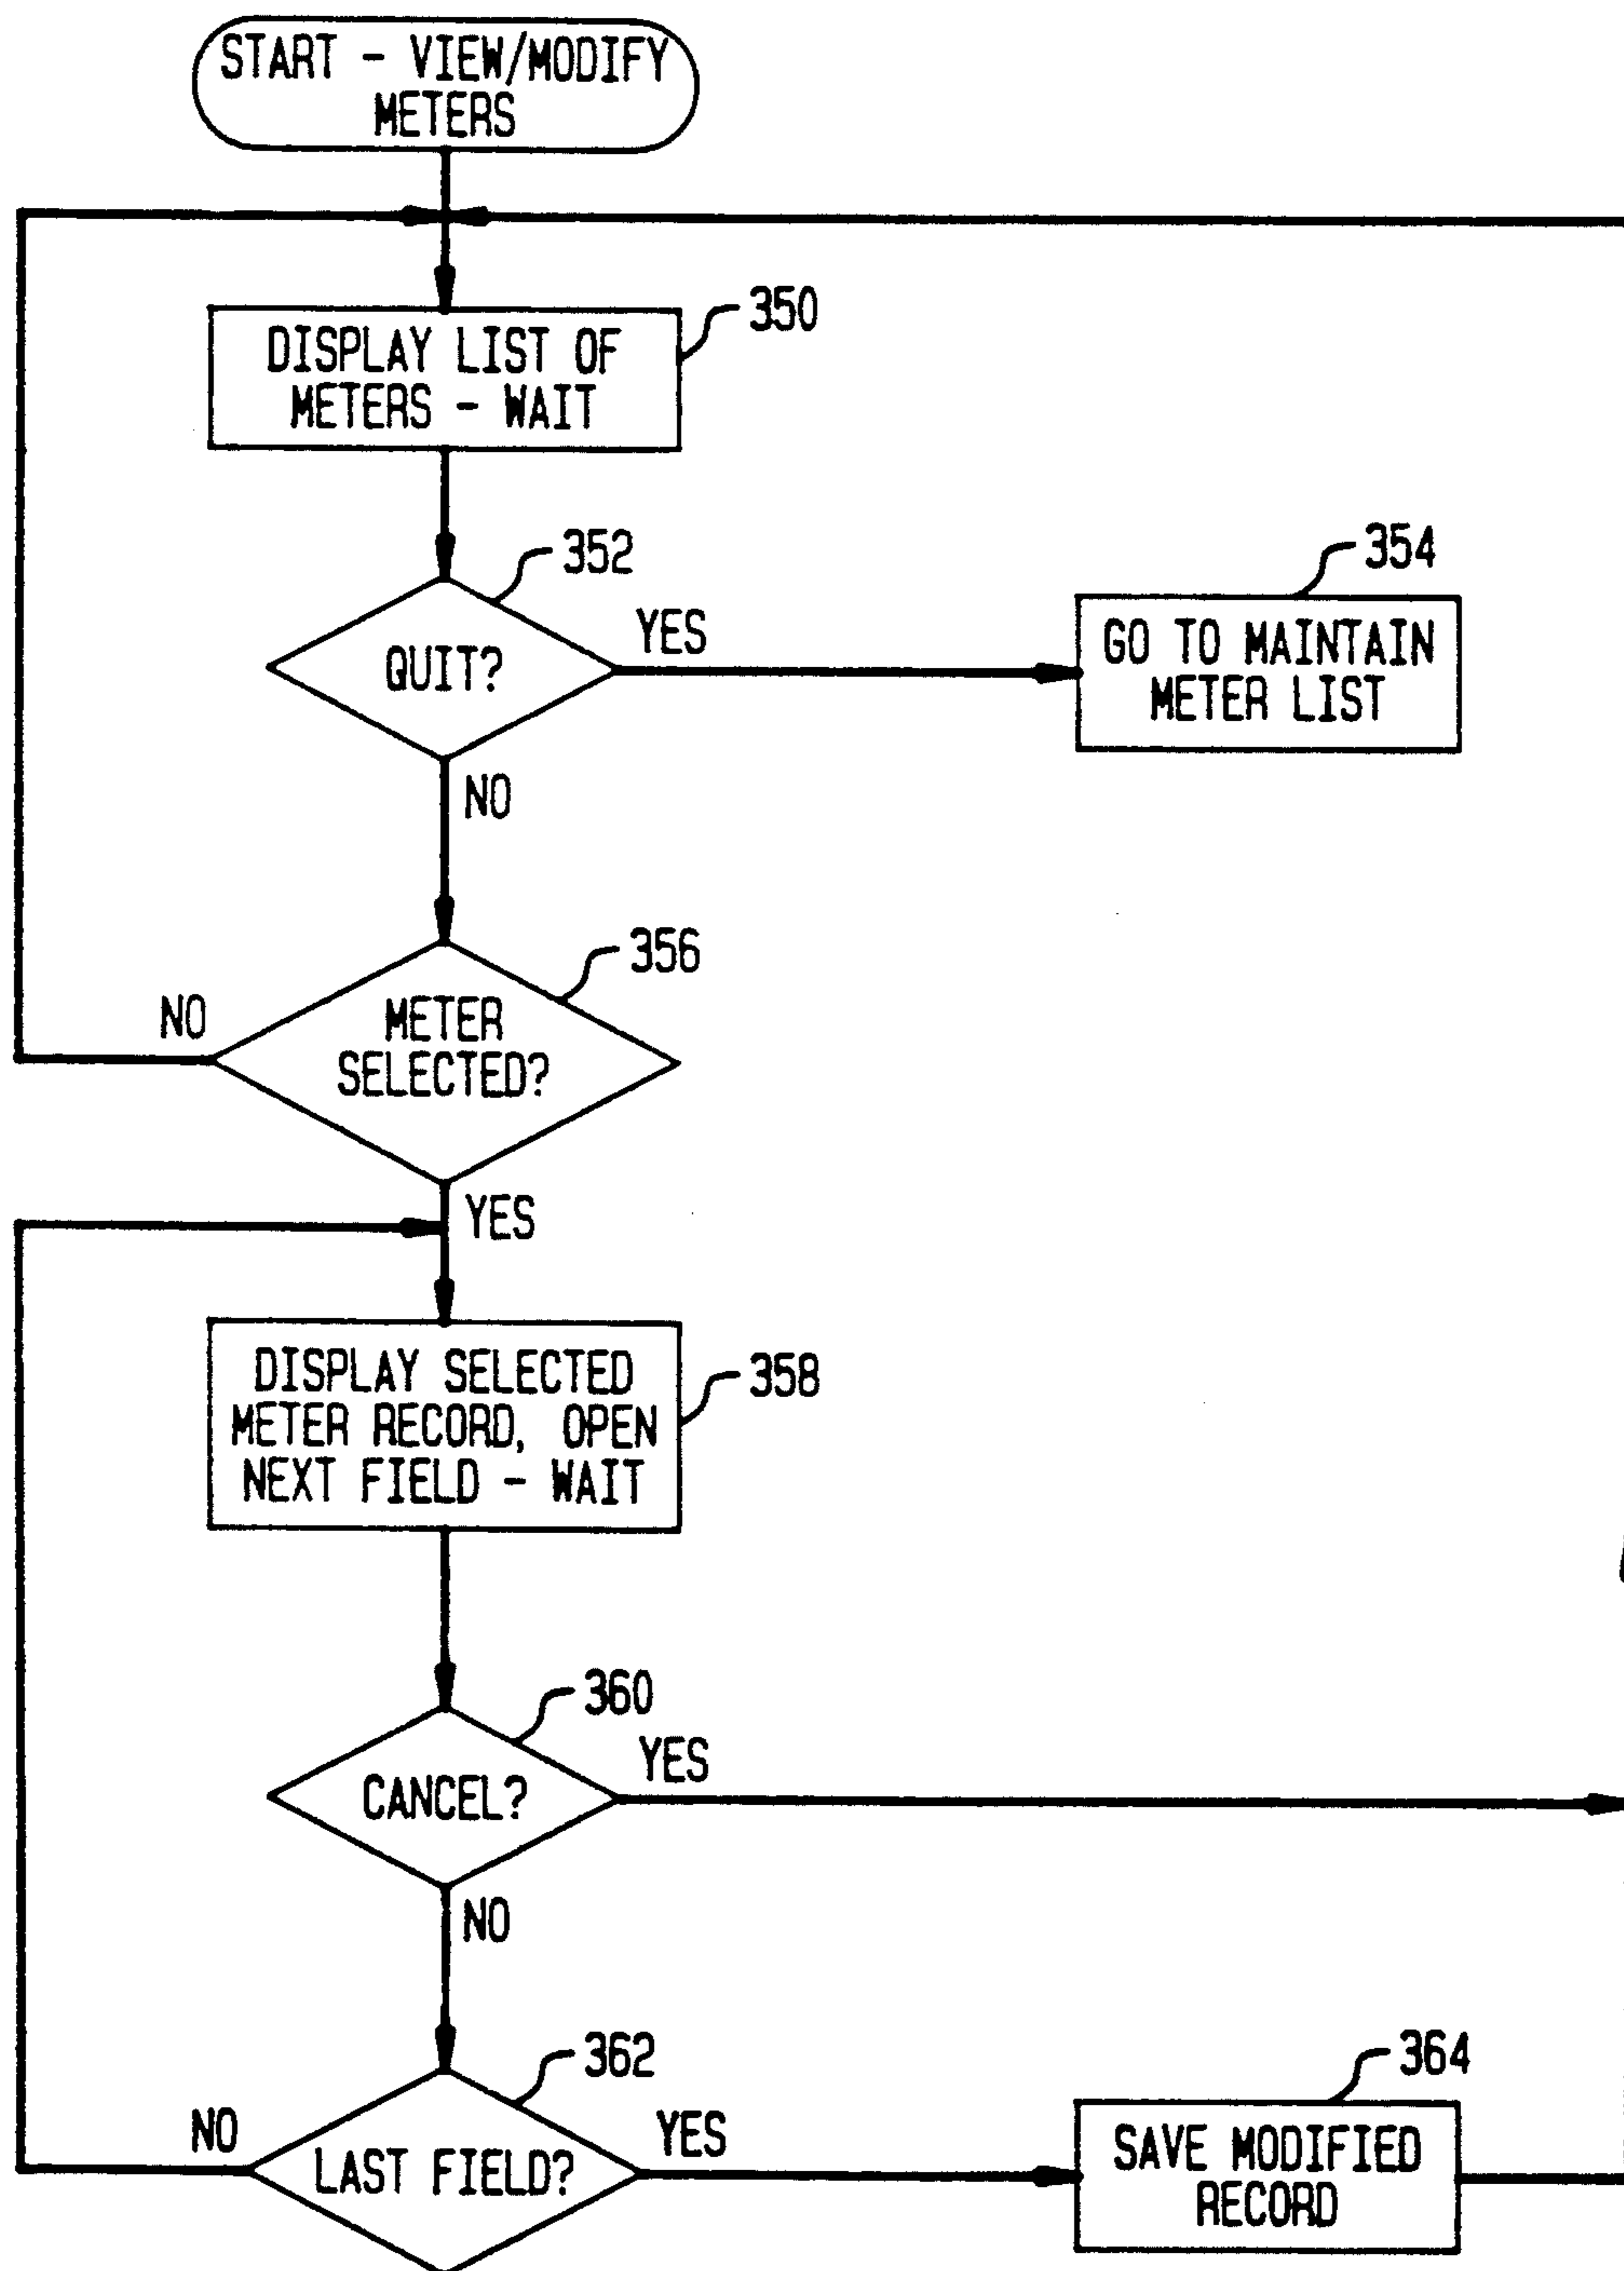 START - VIEW/MODIFY
METERS
350
DISPLAY LIST OF
METERS - WAIT
352
QUIT?
YES
NO
354
GO TO MAINTAIN
METER LIST
356
METER
SELECTED?
NO
YES
358
DISPLAY SELECTED
METER RECORD, OPEN
NEXT FIELD - WAIT
360
CANCEL?
YES
NO
362
LAST FIELD?
NO
YES
364
SAVE MODIFIED
RECORD